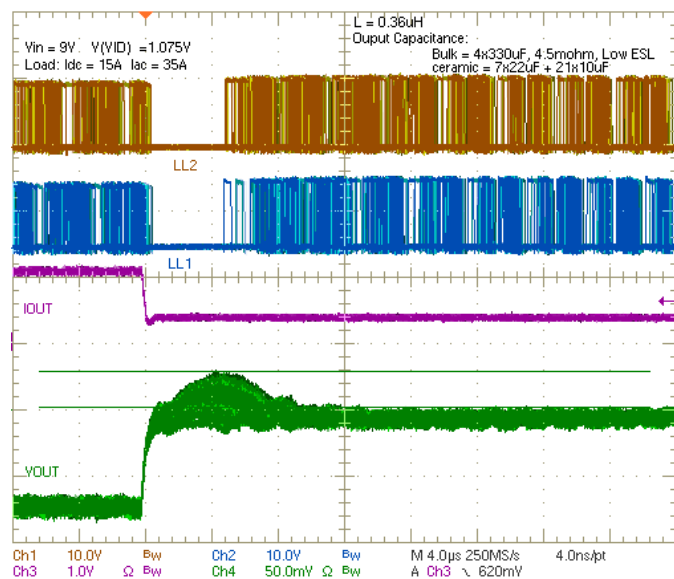 L = 0.36uH
Vin = 9V V(VID) =1.075V
Ouput Capacitance:
Load: Idc = 15A Iac = 35A
Bulk = 4x330uF, 4.5mohm, Low ESL
ceramic = 7x22uF + 21x10uF
LL2
LL1
IOUT
VOUT
Ch1 10.0V Bw Ch2 10.0V Bw M 4.0µs 250MS/s 4.0ns/pt
Ch3 1.0V Ω Bw Ch4 50.0mV Ω Bw A Ch3 ∖ 620mV